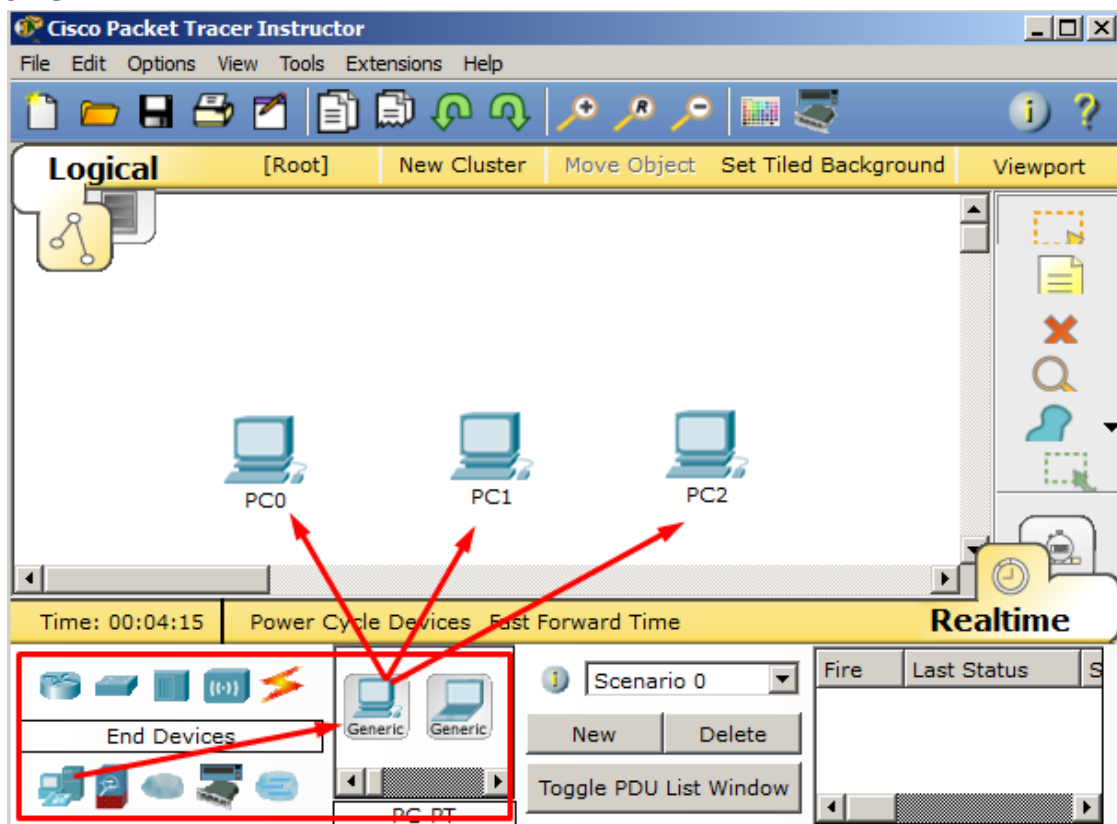 Cisco Packet Tracer Instructor
File Edit Options View Tools Extensions Help
Logical [Root] New Cluster Move Object Set Tiled Background Viewport
PC0 PC1 PC2
Time: 00:04:15 Power Cycle Devices Fast Forward Time Realtime
Fire Last Status S
Scenario 0
Generic Generic
End Devices
New Delete
Toggle PDU List Window
PC-PT